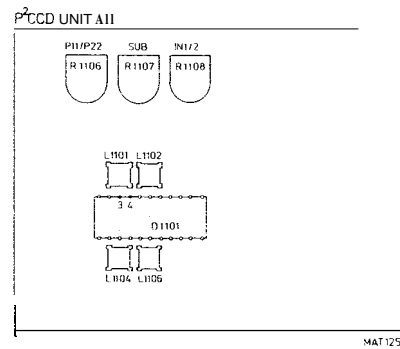 P²CCD UNIT A11
P11/P22 SUB IN1/2
R1106 R1107 R1108
L1101 L1102
3 4
D1101
L1104 L1106
MAT125